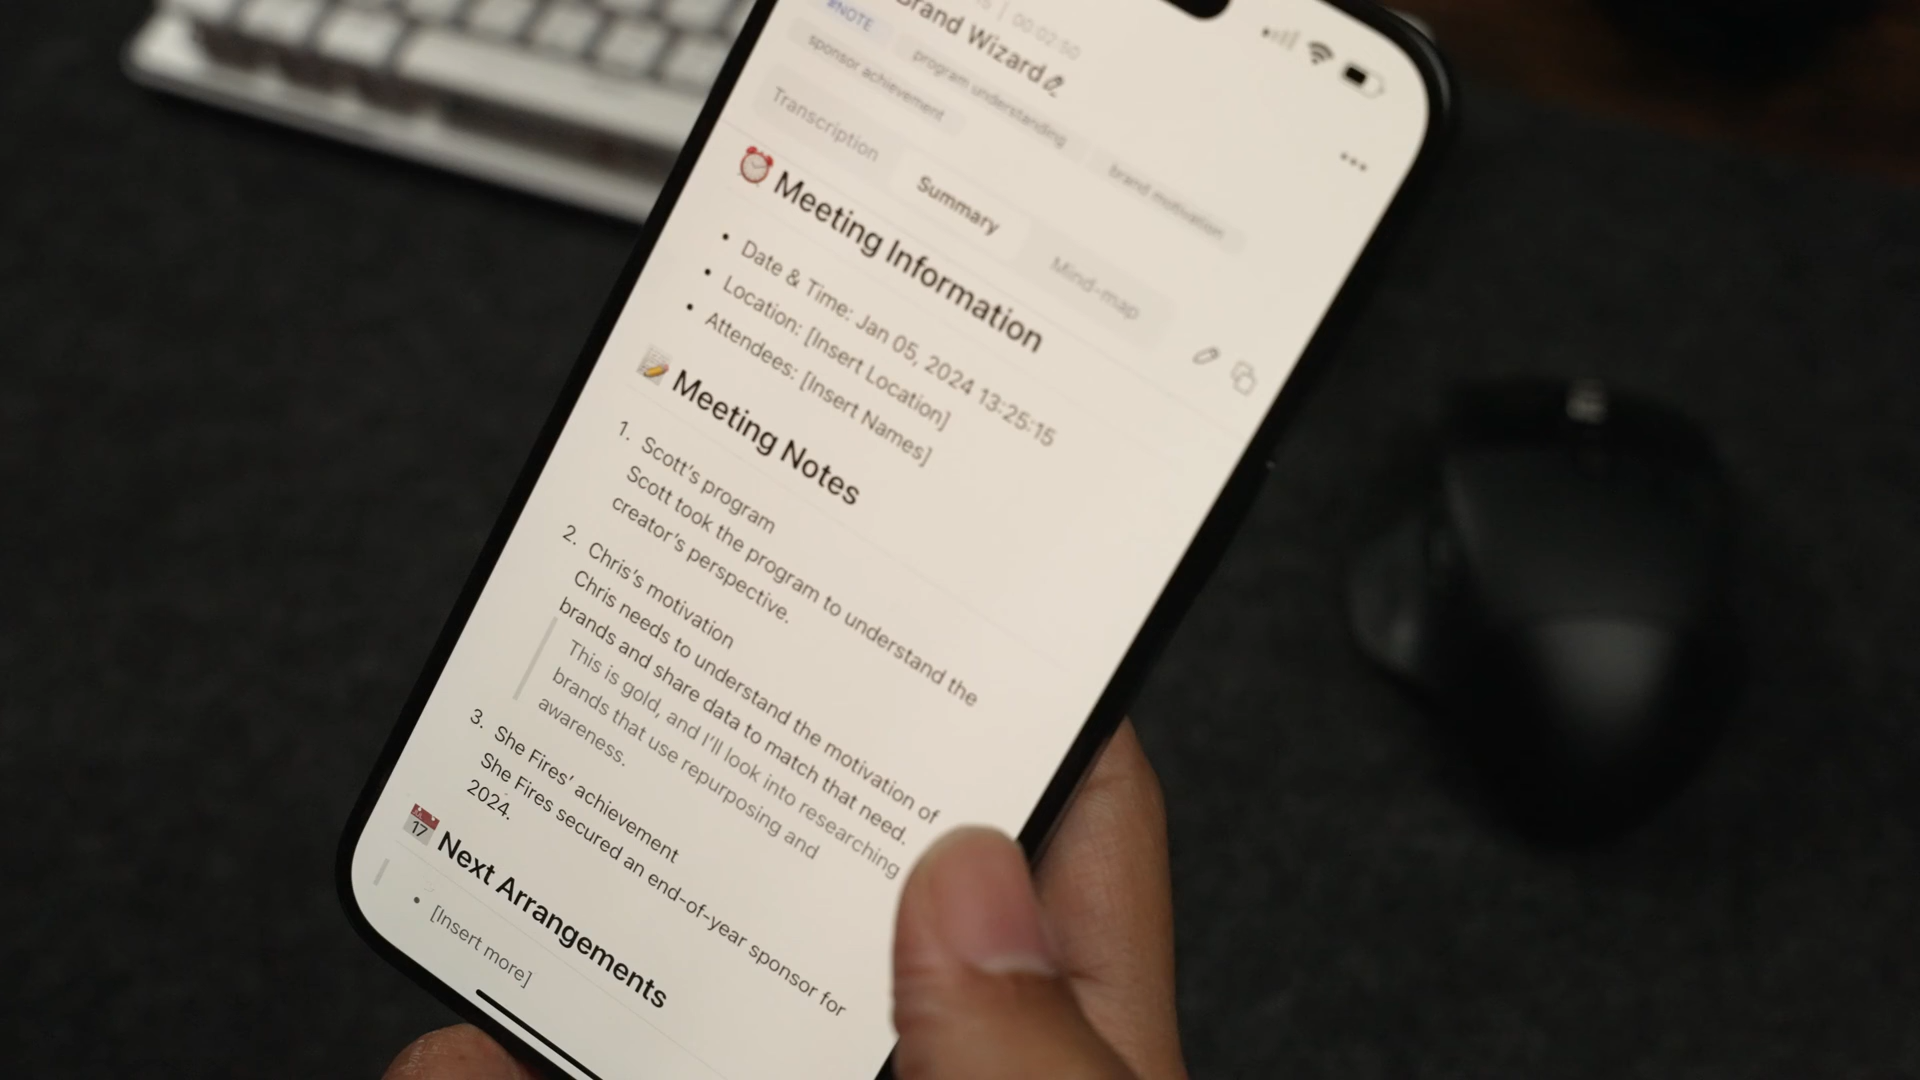 00:02:50
Brand Wizard
#NOTE
program understanding
brand motivation
sponsor achievement
Transcription
Summary
Mind-map
Meeting Information
• Date & Time: Jan 05, 2024 13:25:15
• Location: [Insert Location]
• Attendees: [Insert Names]
Meeting Notes
1. Scott's program
Scott took the program to understand the
creator's perspective.
2. Chris's motivation
Chris needs to understand the motivation of
brands and share data to match that need.
This is gold, and I'll look into researching
brands that use repurposing and
awareness.
3. She Fires' achievement
She Fires secured an end-of-year sponsor for
2024.
17
Next Arrangements
• [Insert more]